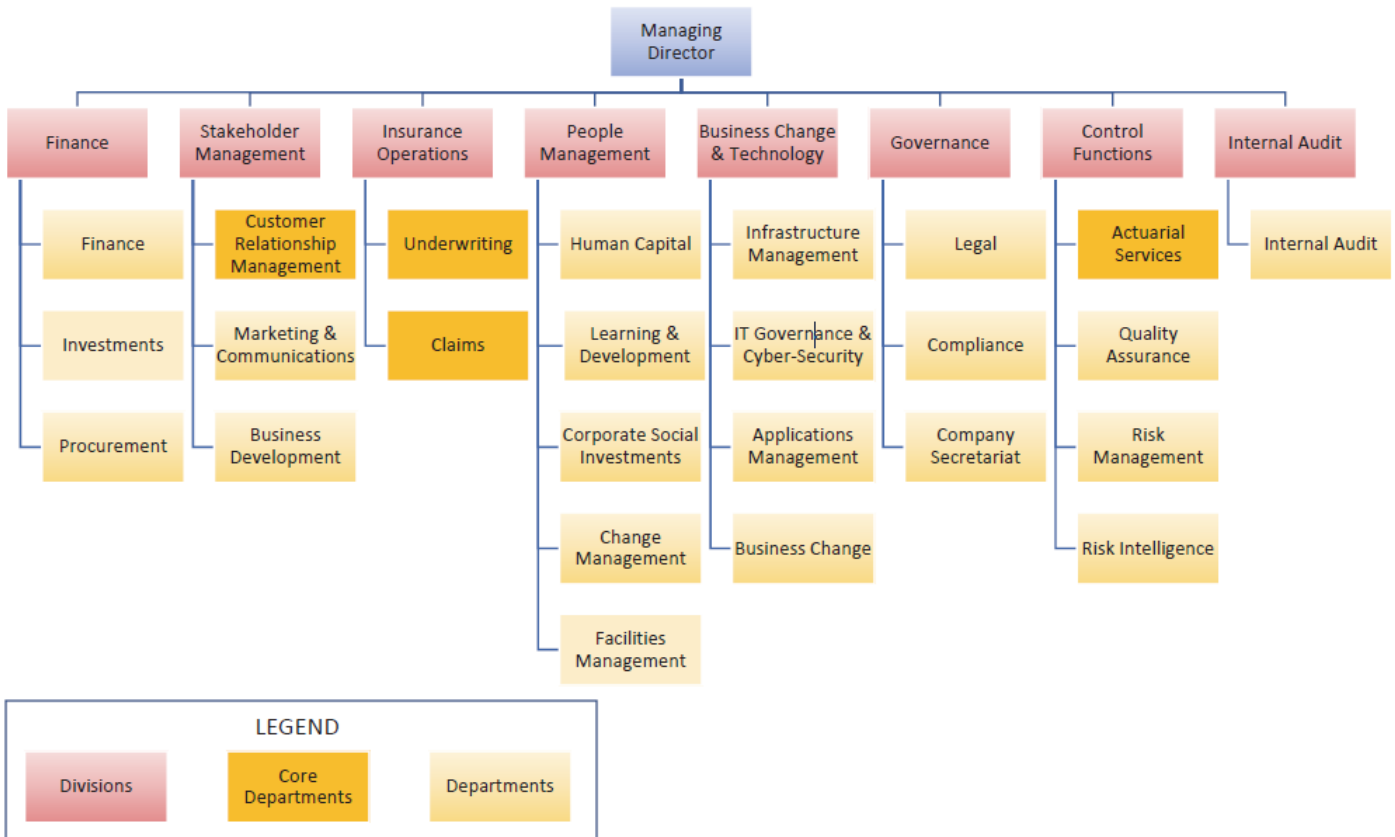 Managing
Director
Finance
Stakeholder
Management
Insurance
Operations
People
Management
Business Change
& Technology
Governance
Control
Functions
Internal Audit
Finance
Customer
Relationship
Management
Underwriting
Human Capital
Infrastructure
Management
Legal
Actuarial
Services
Internal Audit
Investments
Marketing &
Communications
Claims
Learning &
Development
IT Governance &
Cyber-Security
Compliance
Quality
Assurance
Procurement
Business
Development
Corporate Social
Investments
Applications
Management
Company
Secretariat
Risk
Management
Change
Management
Business Change
Risk Intelligence
Facilities
Management
LEGEND
Divisions
Core
Departments
Departments